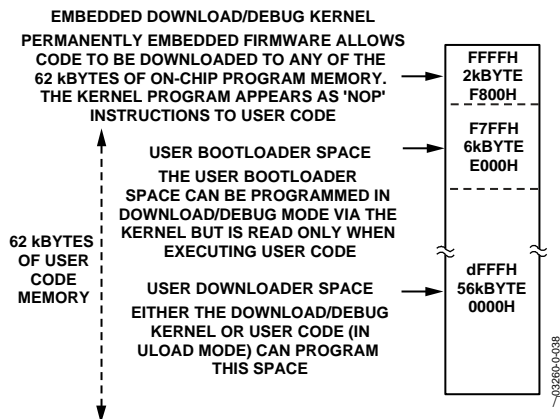 EMBEDDED DOWNLOAD/DEBUG KERNEL
PERMANENTLY EMBEDDED FIRMWARE ALLOWS
CODE TO BE DOWNLOADED TO ANY OF THE
62 kBYTES OF ON-CHIP PROGRAM MEMORY.
THE KERNEL PROGRAM APPEARS AS 'NOP'
INSTRUCTIONS TO USER CODE
FFFFH
2kBYTE
F800H
USER BOOTLOADER SPACE
THE USER BOOTLOADER
SPACE CAN BE PROGRAMMED IN
DOWNLOAD/DEBUG MODE VIA THE
KERNEL BUT IS READ ONLY WHEN
EXECUTING USER CODE
F7FFH
6kBYTE
E000H
62 kBYTES
OF USER
CODE
MEMORY
USER DOWNLOADER SPACE
EITHER THE DOWNLOAD/DEBUG
KERNEL OR USER CODE (IN
ULOAD MODE) CAN PROGRAM
THIS SPACE
dFFFH
56kBYTE
0000H
03260-0-038